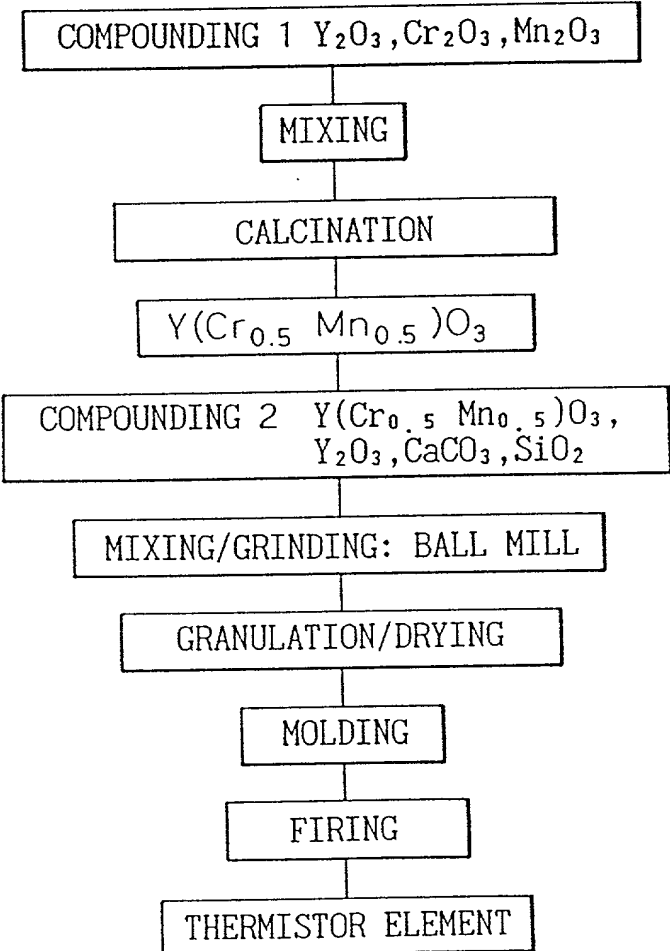 COMPOUNDING 1 Y₂O₃,Cr₂O₃,Mn₂O₃
MIXING
CALCINATION
Y(Cr₀.₅ Mn₀.₅)O₃
COMPOUNDING 2 Y(Cr₀.₅ Mn₀.₅)O₃,
Y₂O₃,CaCO₃,SiO₂
MIXING/GRINDING: BALL MILL
GRANULATION/DRYING
MOLDING
FIRING
THERMISTOR ELEMENT